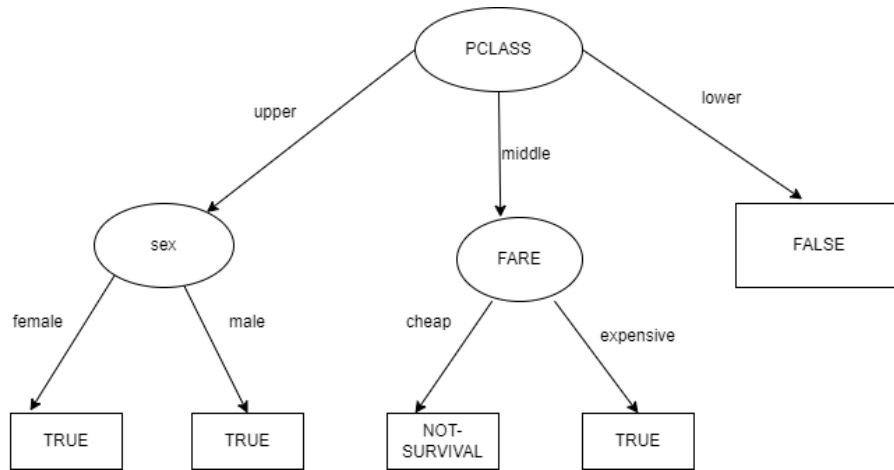 PCLASS
upper
middle
lower
sex
FARE
FALSE
female
male
cheap
expensive
TRUE
TRUE
NOT-
SURVIVAL
TRUE